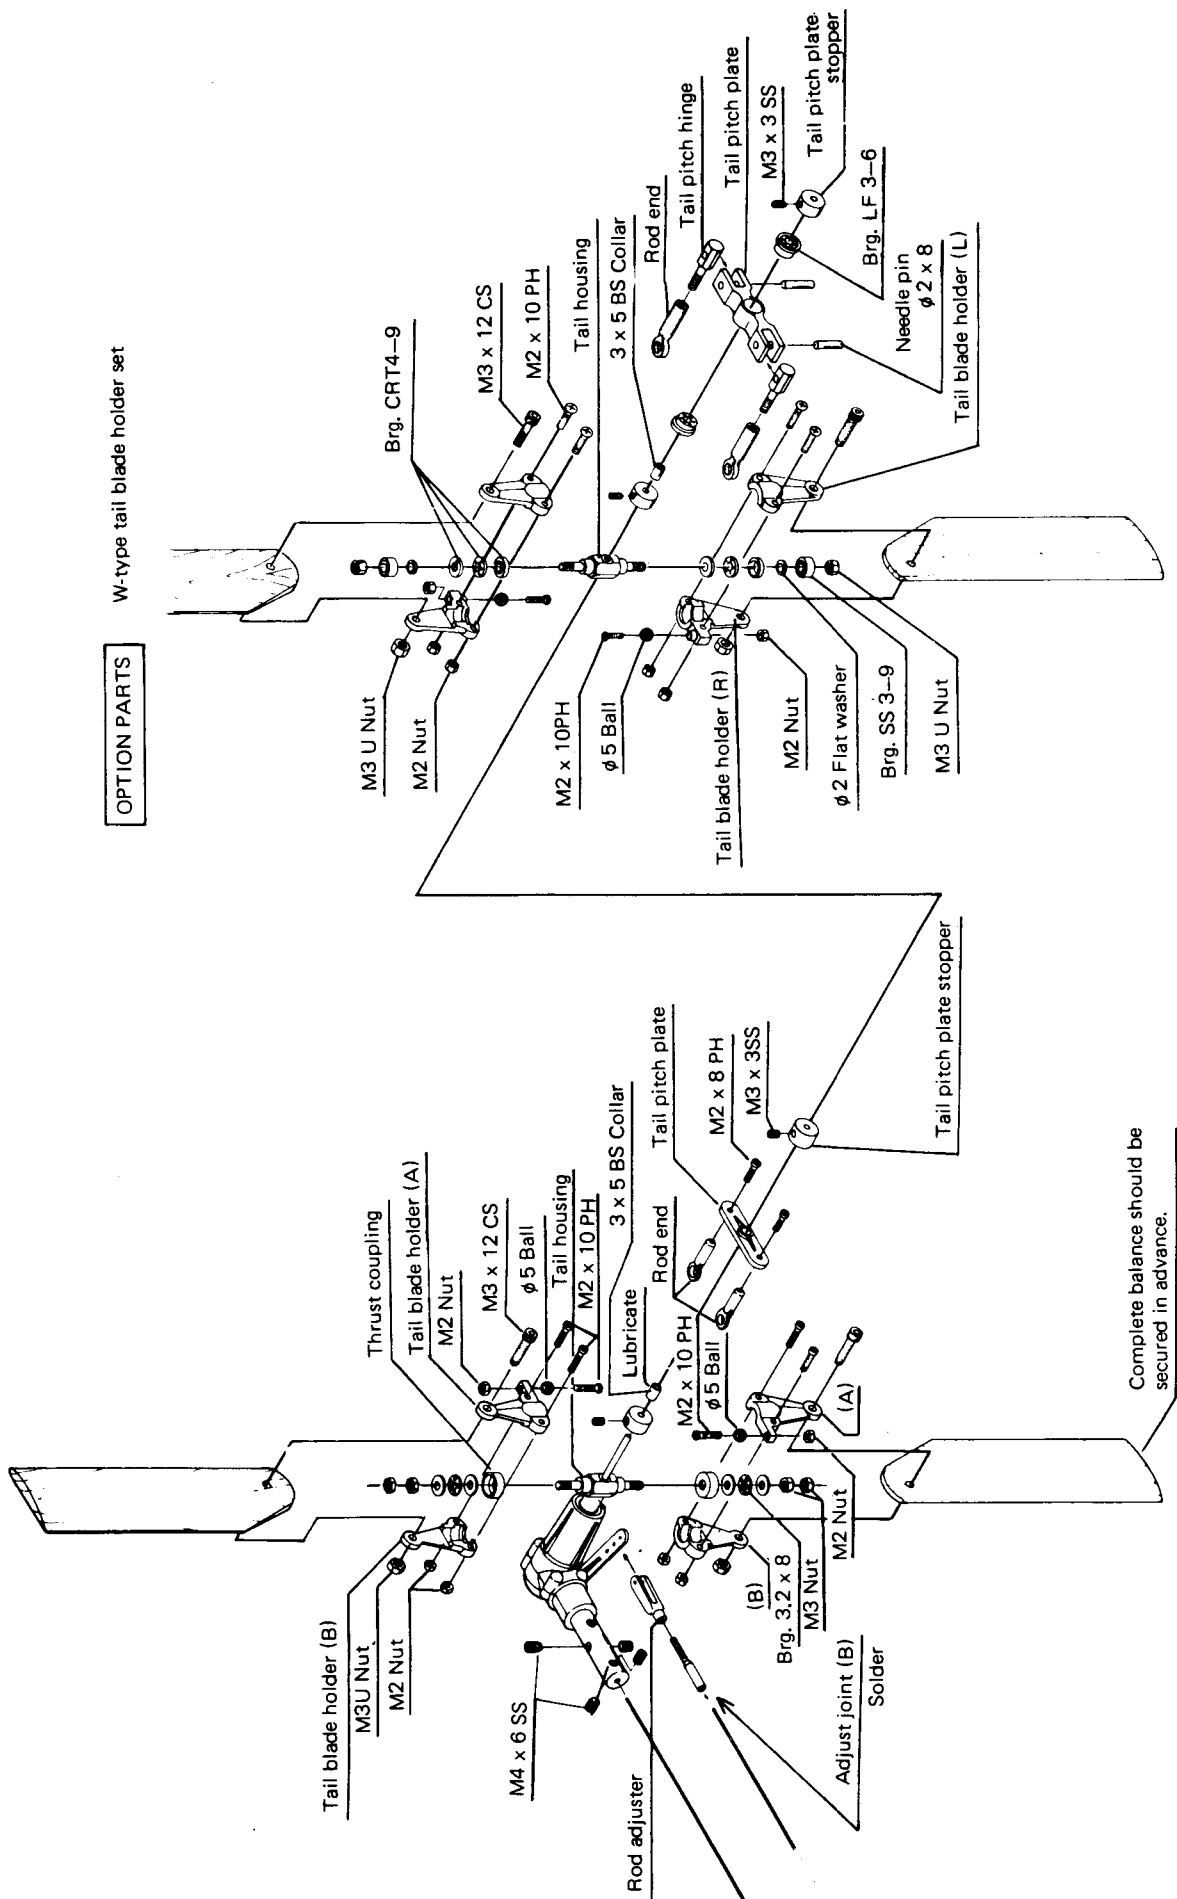 OPTION PARTS
W-type tail blade holder set
Tail blade holder (B)
M3U Nut
M2 Nut
M4 x 6 SS
Rod adjuster
Adjust joint (B)
Solder
Thrust coupling
Tail blade holder (A)
M2 Nut
M3 x 12 CS
φ5 Ball
Tail housing
M2 x 10 PH
3 x 5 BS Collar
Lubricate
Rod end
Tail pitch plate
M2 x 8 PH
M3 x 3SS
Tail pitch plate stopper
M2 x 10 PH
φ5 Ball
(A)
(B)
Brg. 3.2 x 8
M3 Nut
M2 Nut
Complete balance should be
secured in advance.
M3 U Nut
M2 Nut
Brg. CRT4–9
M3 x 12 CS
M2 x 10 PH
Tail housing
3 x 5 BS Collar
Rod end
Tail pitch hinge
Tail pitch plate
M3 x 3 SS
Tail pitch plate
stopper
M2 x 10PH
φ5 Ball
Tail blade holder (R)
M2 Nut
φ2 Flat washer
Brg. SS 3–9
M3 U Nut
Brg. LF 3–6
Needle pin
φ2 x 8
Tail blade holder (L)